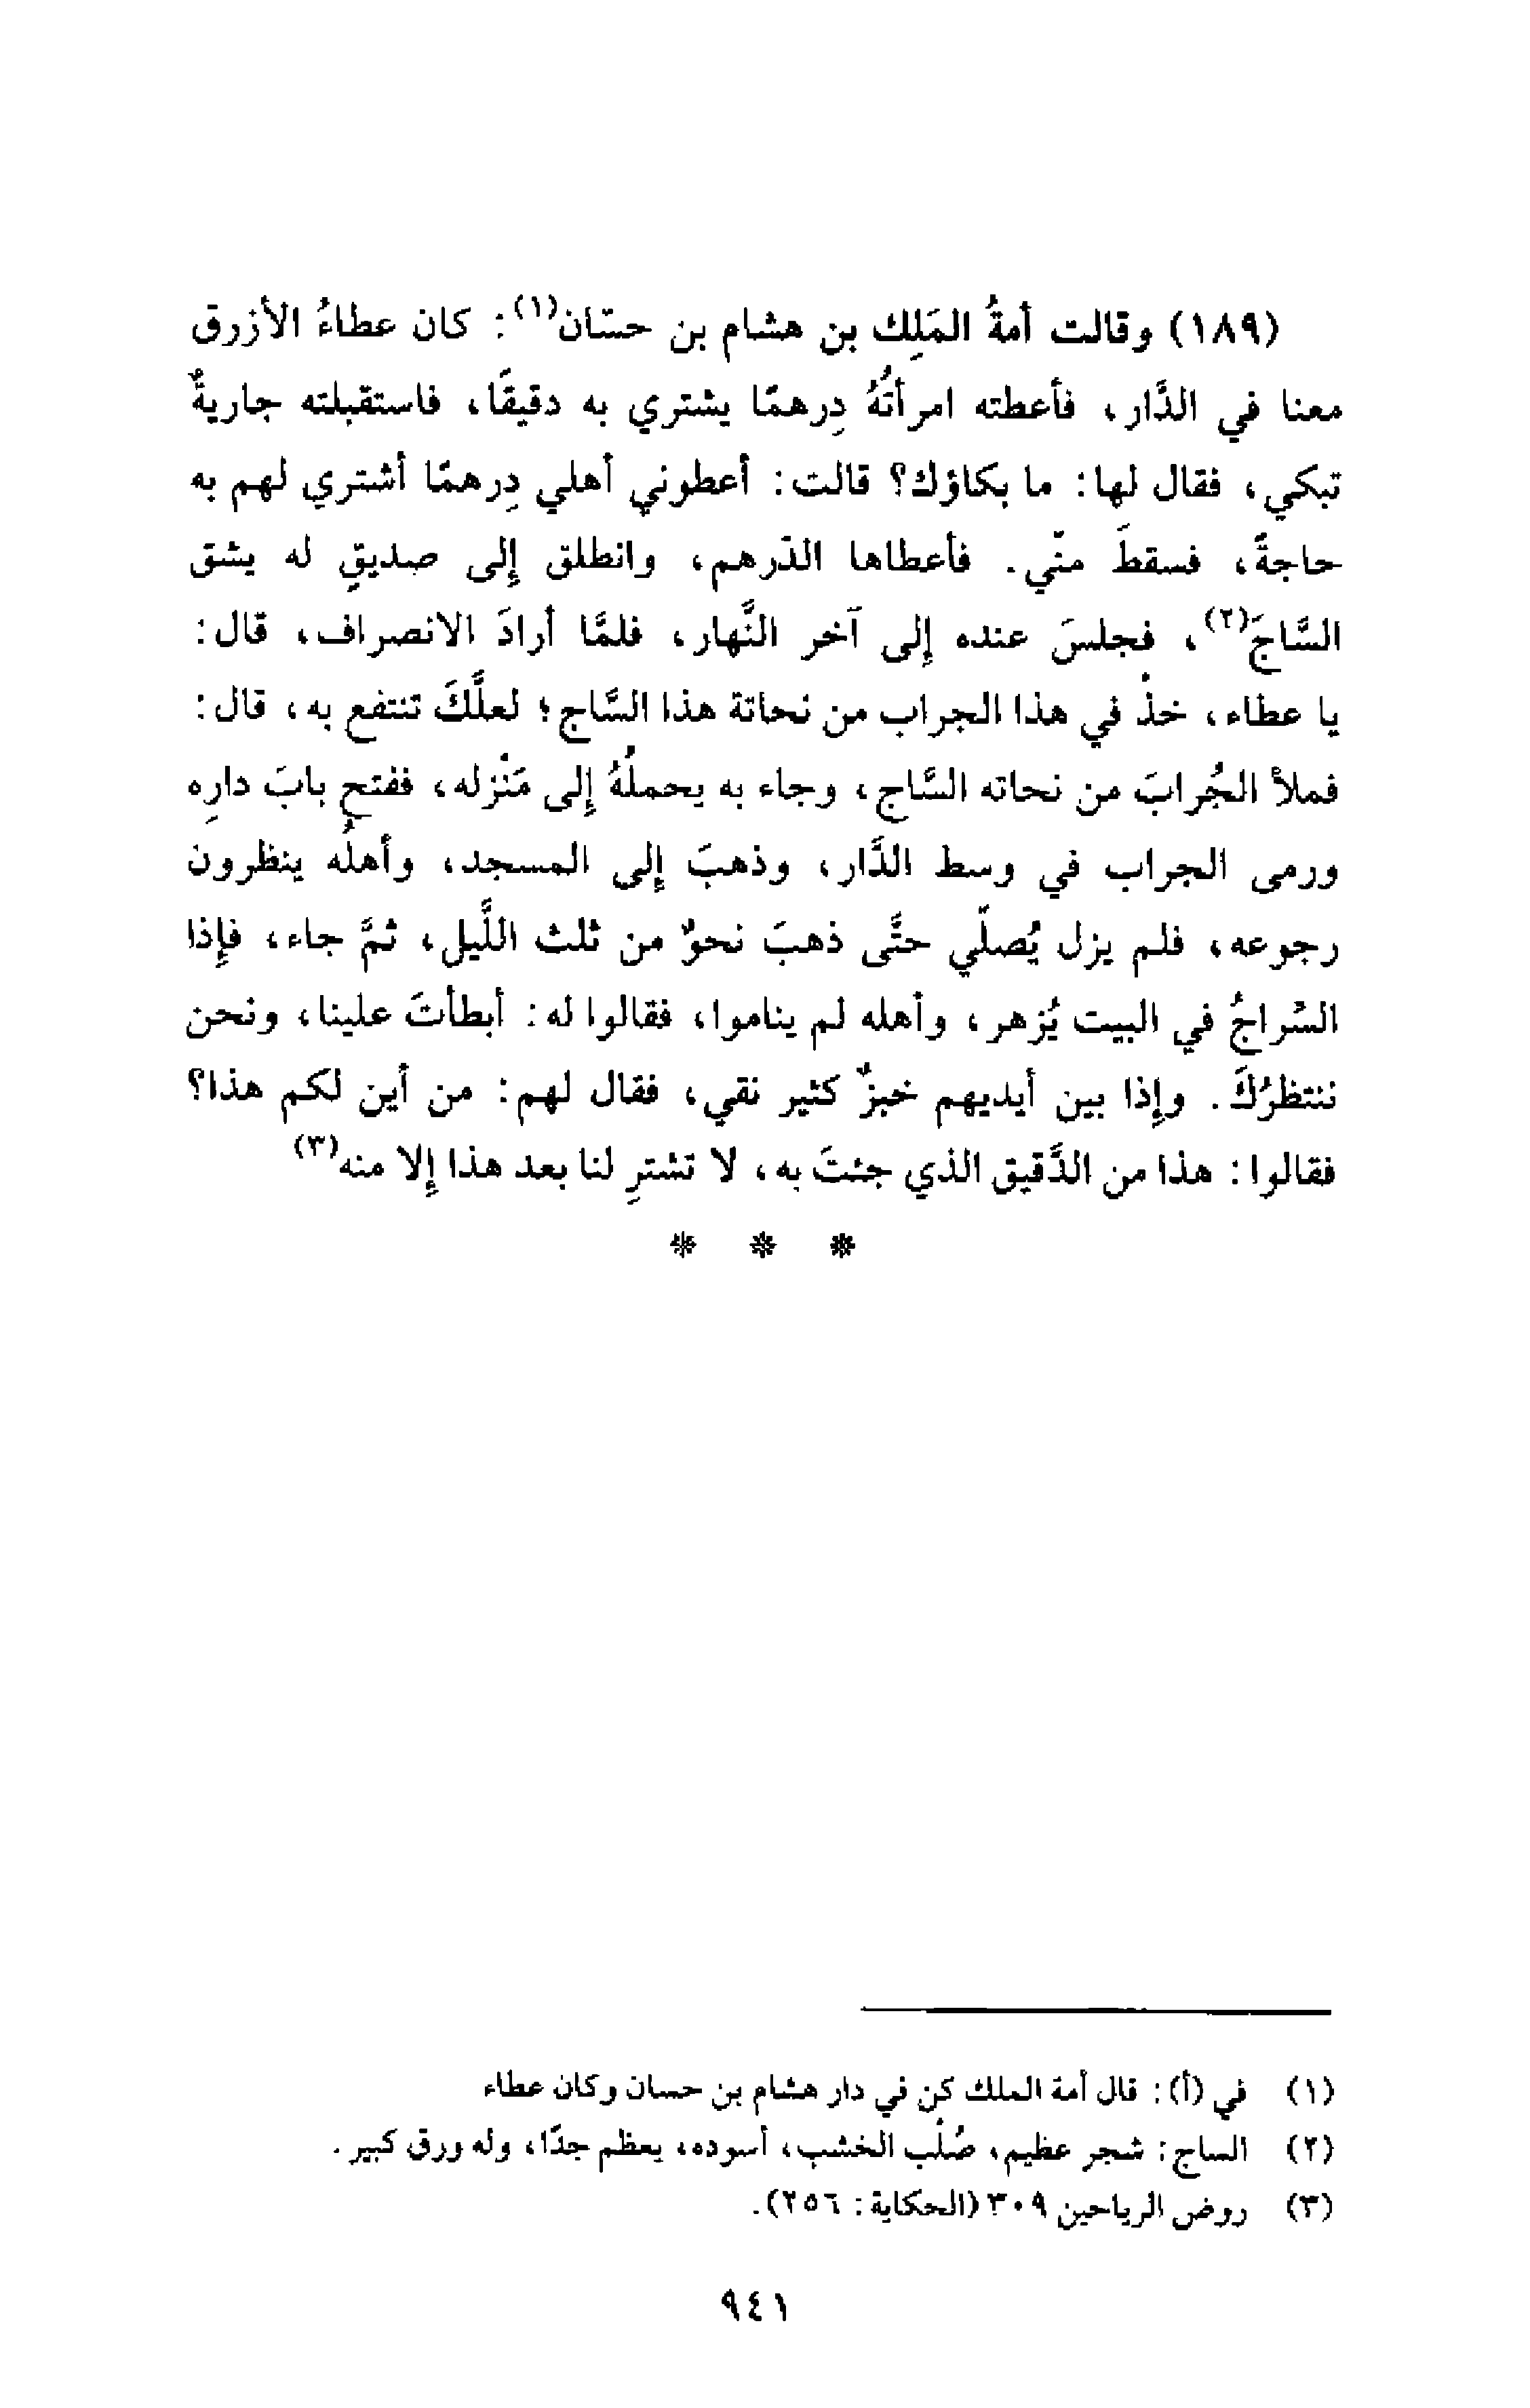 (١٨٩) وقالت أمةُ المَلِك بن هشام بن حسّان(١): كان عطاءُ الأزرق
معنا في الدَّار، فأعطته امرأتُهُ دِرهمًا يشتري به دقيقًا، فاستقبلته جاريةٌ
تبكي، فقال لها: ما بكاؤك؟ قالت: أعطوني أهلي دِرهمًا أشتري لهم به
حاجةً، فسقطَ منّي. فأعطاها الدّرهم، وانطلق إلى صديقٍ له يشق
السَّاجَ(٢)، فجلسَ عنده إلى آخر النَّهار، فلمَّا أرادَ الانصراف، قال:
يا عطاء، خذْ في هذا الجراب من نحاتة هذا السَّاج؛ لعلَّكَ تنتفع به، قال:
فملأ الجُرابَ من نحاته السَّاج، وجاء به يحملُهُ إلى مَنْزله، ففتح بابَ دارِه
ورمى الجراب في وسط الدَّار، وذهبَ إلى المسجد، وأهلُه ينظرون
رجوعه، فلم يزل يُصلّي حتَّى ذهبَ نحوٌ من ثلث اللَّيل، ثمَّ جاء، فإذا
السِّراجُ في البيت يُزهر، وأهله لم يناموا، فقالوا له: أبطأتَ علينا، ونحن
ننتظرُكَ. وإذا بين أيديهم خبزٌ كثير نقي، فقال لهم: من أين لكم هذا؟
فقالوا: هذا من الدَّقيق الذي جئتَ به، لا تشترِ لنا بعد هذا إلا منه(٣)
* * *
(١) في (أ): قال أمة الملك كن في دار هشام بن حسان وكان عطاء
(٢) الساج: شجر عظيم، صُلْب الخشب، أسوده، يعظم جدّا، وله ورق كبير.
(٣) روض الرياحين ٣٠٩ (الحكاية: ٢٥٦).
٩٤١